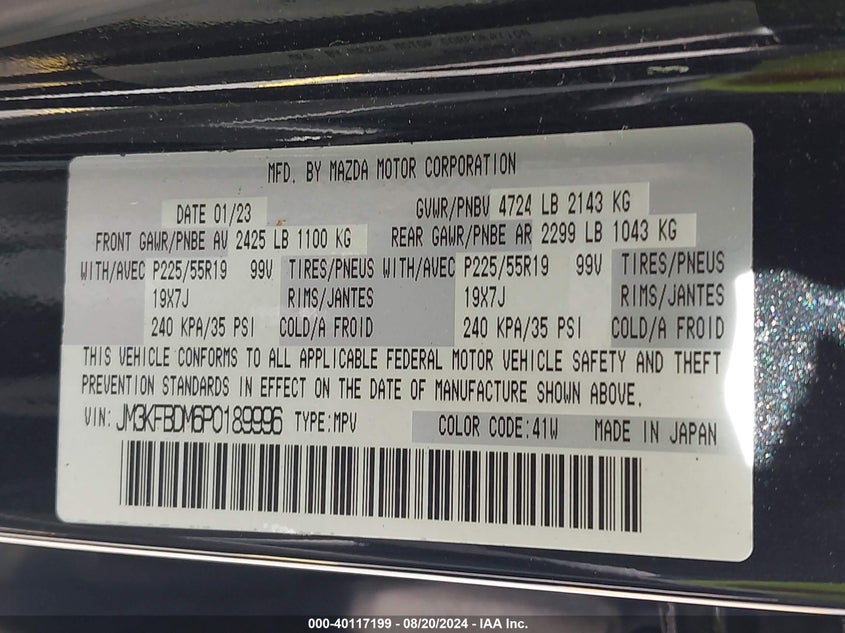 MFD. BY MAZDA MOTOR CORPORATION
DATE 01/23 GVWR/PNBV 4724 LB 2143 KG
FRONT GAWR/PNBE AV 2425 LB 1100 KG REAR GAWR/PNBE AR 2299 LB 1043 KG
WITH/AVEC P225/55R19 99V TIRES/PNEUS WITH/AVEC P225/55R19 99V TIRES/PNEUS
19X7J RIMS/JANTES 19X7J RIMS/JANTES
240 KPA/35 PSI COLD/A FROID 240 KPA/35 PSI COLD/A FROID
THIS VEHICLE CONFORMS TO ALL APPLICABLE FEDERAL MOTOR VEHICLE SAFETY AND THEFT
PREVENTION STANDARDS IN EFFECT ON THE DATE OF MANUFACTURE SHOWN ABOVE.
VIN: JM3KFBDM6P0189996 TYPE:MPV COLOR CODE:41W MADE IN JAPAN
000-40117199 - 08/20/2024 - IAA Inc.